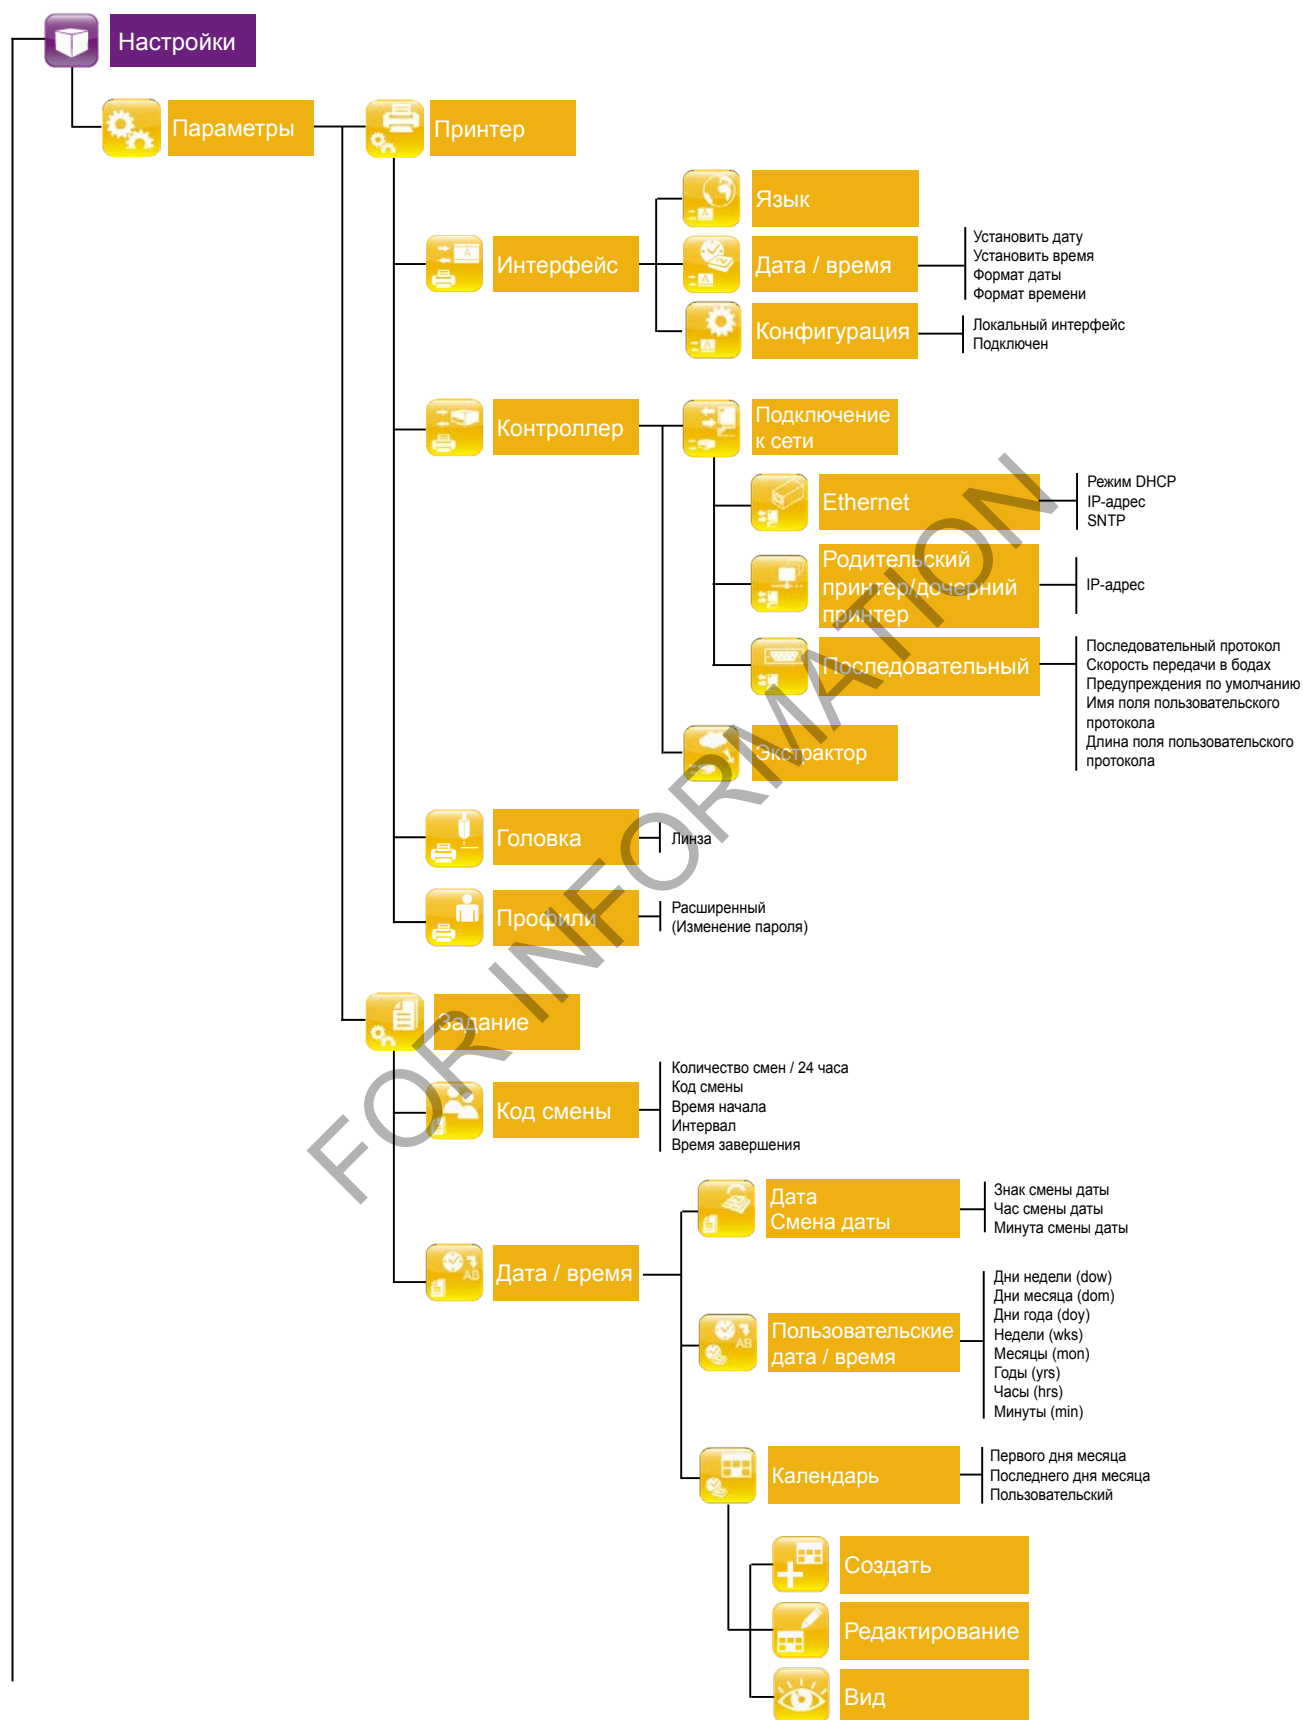 Настройки
Параметры
Принтер
Интерфейс
Язык
Дата / время
Установить дату
Установить время
Формат даты
Формат времени
Конфигурация
Локальный интерфейс
Подключен
Контроллер
Подключение
к сети
Ethernet
Режим DHCP
IP-адрес
SNTP
Родительский
принтер/дочерний
принтер
IP-адрес
Последовательный
Последовательный протокол
Скорость передачи в бодах
Предупреждения по умолчанию
Имя поля пользовательского
протокола
Длина поля пользовательского
протокола
Экстрактор
Головка
Линза
Профили
Расширенный
(Изменение пароля)
Задание
Код смены
Количество смен / 24 часа
Код смены
Время начала
Интервал
Время завершения
Дата / время
Дата
Смена даты
Знак смены даты
Час смены даты
Минута смены даты
Пользовательские
дата / время
Дни недели (dow)
Дни месяца (dom)
Дни года (doy)
Недели (wks)
Месяцы (mon)
Годы (yrs)
Часы (hrs)
Минуты (min)
Календарь
Первого дня месяца
Последнего дня месяца
Пользовательский
Создать
Редактирование
Вид
FOR INFORMATION